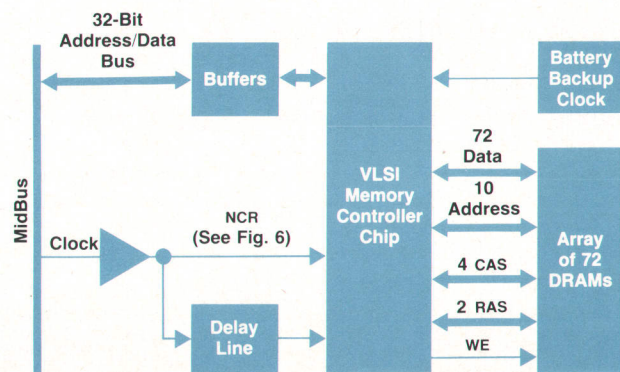 32-Bit
Address/Data
Bus
Buffers
Battery
Backup
Clock
MidBus
Clock
NCR
(See Fig. 6)
Delay
Line
VLSI
Memory
Controller
Chip
72
Data
10
Address
4 CAS
2 RAS
WE
Array
of 72
DRAMs